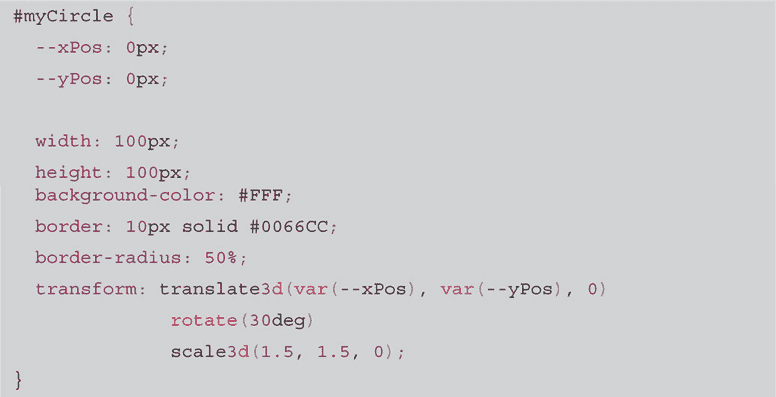 #myCircle {
--xPos: 0px;
--yPos: 0px;
width: 100px;
height: 100px;
background-color: #FFF;
border: 10px solid #0066CC;
border-radius: 50%;
transform: translate3d(var(--xPos), var(--yPos), 0)
rotate(30deg)
scale3d(1.5, 1.5, 0);
}